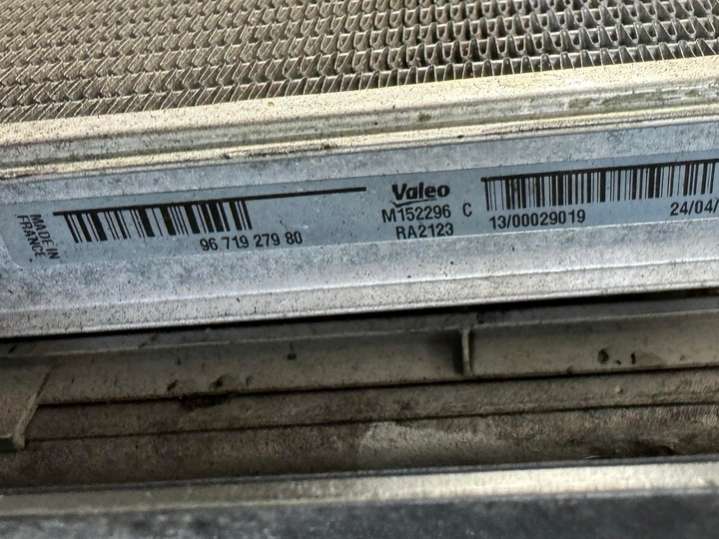 MADE IN
FRANCE
96 719 279 80
Valeo
M152296 C
RA2123
13/00029019
24/04/